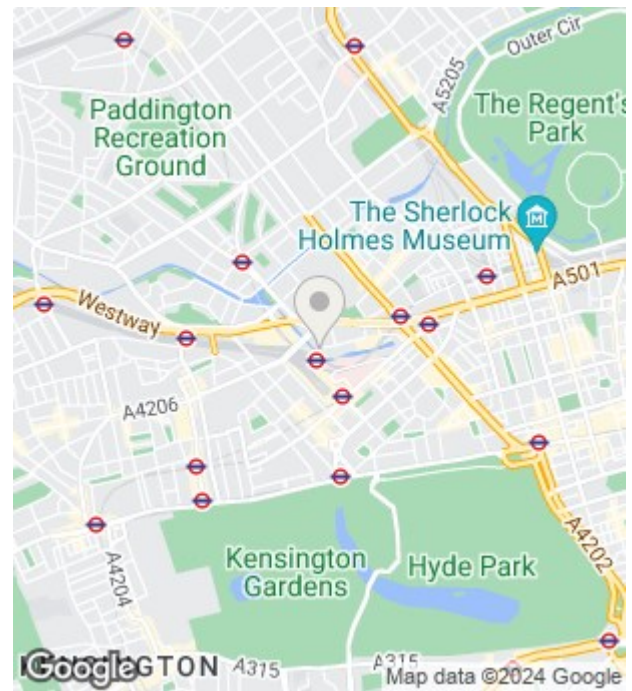 Outer Cir
A5205
Paddington
Recreation
Ground
The Regent's
Park
The Sherlock
Holmes Museum
A501
Westway
A4206
A4202
A4204
Kensington
Gardens
Hyde Park
KENSINGTON
A315
A315
Google
Map data ©2024 Google